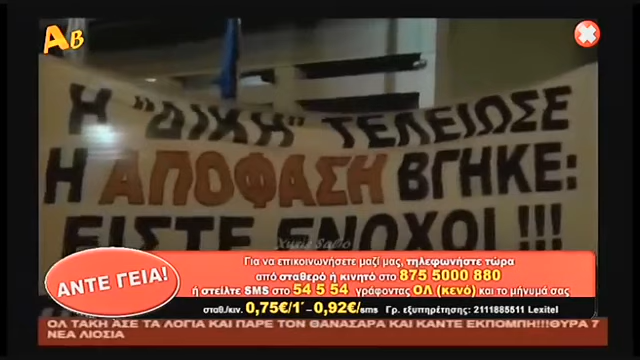 AB
Η "ΔΙΚΗ" ΤΕΛΕΙΩΣΕ
Η ΑΠΟΦΑΣΗ ΒΓΗΚΕ:
ΕΙΣΤΕ ΕΝΟΧΟΙ !!!
ΑΝΤΕ ΓΕΙΑ!
Για να επικοινωνήσετε μαζί μας, τηλεφωνήστε τώρα
από σταθερό ή κινητό στο 875 5000 880
ή στείλτε SMS στο 54 5 54 γράφοντας ΟΛ (κενό) και το μήνυμά σας
σταθ./κιν. 0,75€/1΄ – 0,92€/sms Γρ. εξυπηρέτησης: 2111885511 Lexitel
ΟΛ ΤΑΚΗ ΑΣΕ ΤΑ ΛΟΓΙΑ ΚΑΙ ΠΑΡΕ ΤΟΝ ΘΑΝΑΣΑΡΑ ΚΑΙ ΚΑΝΤΕ ΕΚΠΟΜΠΗ!!!ΘΥΡΑ 7
ΝΕΑ ΛΙΟΣΙΑ